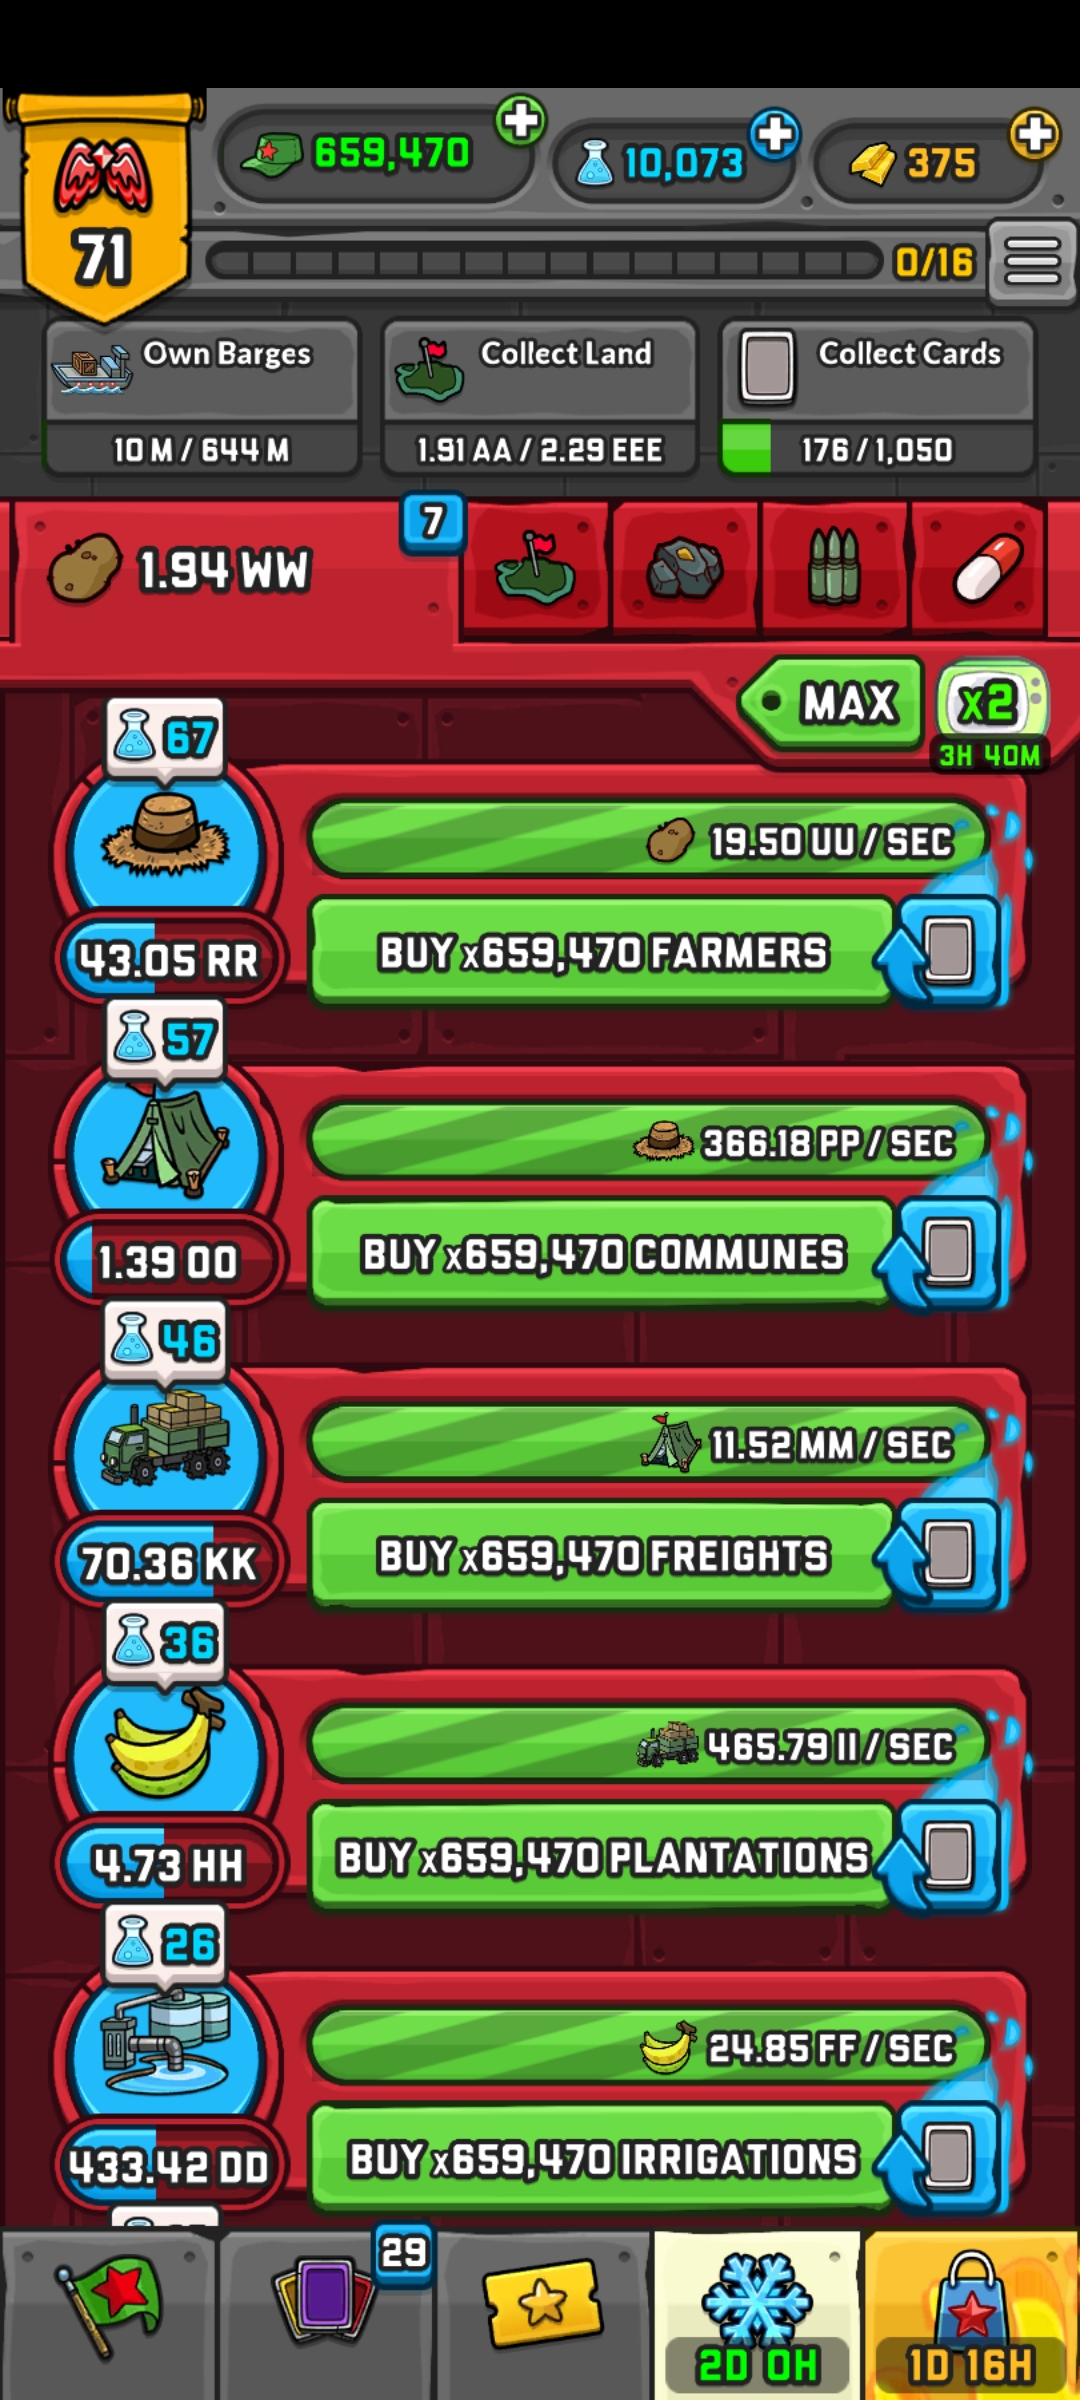 659,470
10,073
375
71
0/16
Own Barges
10 M / 644 M
Collect Land
1.91 AA / 2.29 EEE
Collect Cards
176 / 1,050
1.94 WW
7
MAX
x2
3H 40M
67
19.50 UU / SEC
43.05 RR
BUY x659,470 FARMERS
57
366.18 PP / SEC
1.39 OO
BUY x659,470 COMMUNES
46
11.52 MM / SEC
70.36 KK
BUY x659,470 FREIGHTS
36
465.79 II / SEC
4.73 HH
BUY x659,470 PLANTATIONS
26
24.85 FF / SEC
433.42 DD
BUY x659,470 IRRIGATIONS
29
2D 0H
1D 16H